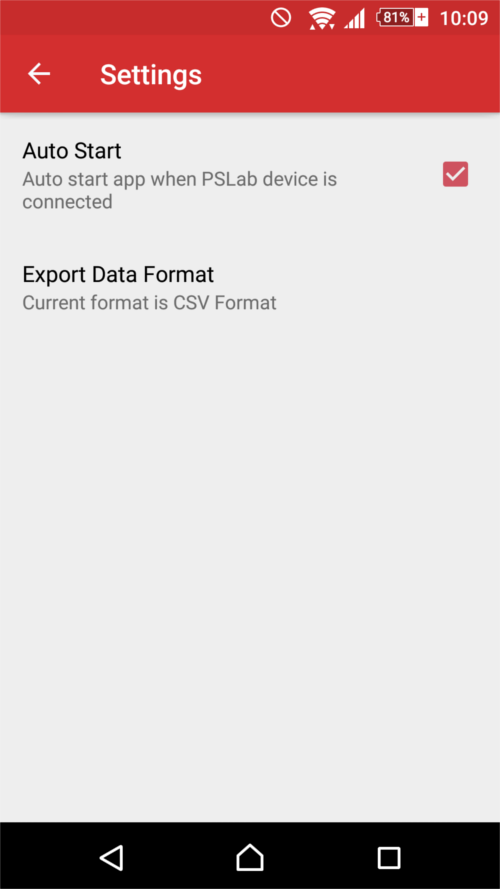 81% 10:09
Settings
Auto Start
Auto start app when PSLab device is
connected
Export Data Format
Current format is CSV Format